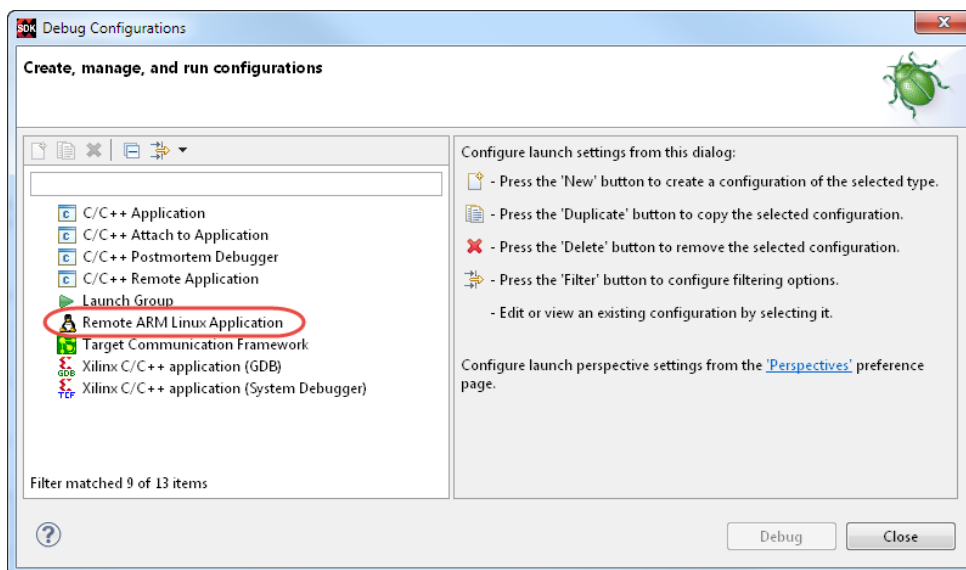 SDK Debug Configurations
Create, manage, and run configurations
Configure launch settings from this dialog:
- Press the 'New' button to create a configuration of the selected type.
- Press the 'Duplicate' button to copy the selected configuration.
- Press the 'Delete' button to remove the selected configuration.
- Press the 'Filter' button to configure filtering options.
- Edit or view an existing configuration by selecting it.
Configure launch perspective settings from the 'Perspectives' preference
page.
C C/C++ Application
C C/C++ Attach to Application
C C/C++ Postmortem Debugger
C C/C++ Remote Application
Launch Group
Remote ARM Linux Application
Target Communication Framework
GDB Xilinx C/C++ application (GDB)
TCF Xilinx C/C++ application (System Debugger)
Filter matched 9 of 13 items
? Debug Close